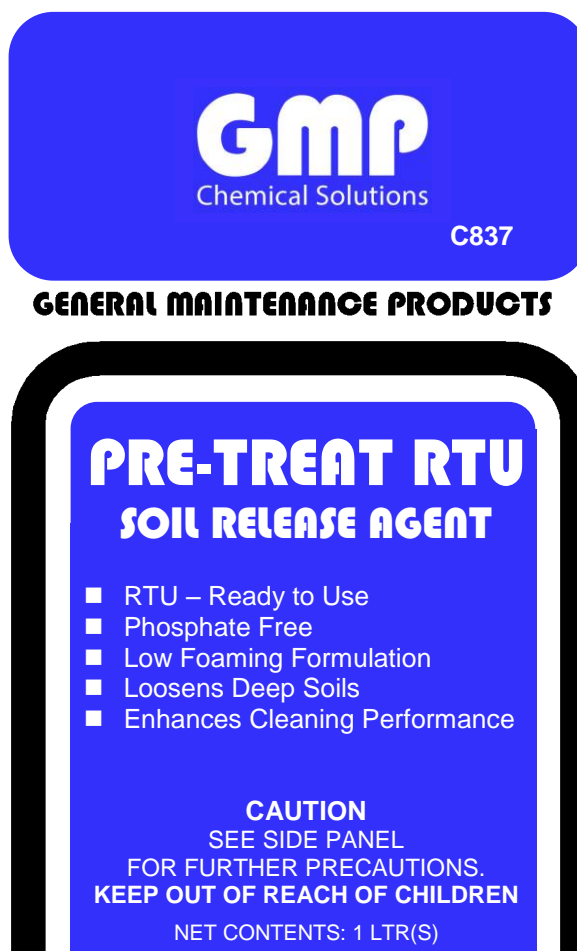 GMP
Chemical Solutions
C837
GENERAL MAINTENANCE PRODUCTS
PRE-TREAT RTU
SOIL RELEASE AGENT
■ RTU – Ready to Use
■ Phosphate Free
■ Low Foaming Formulation
■ Loosens Deep Soils
■ Enhances Cleaning Performance
CAUTION
SEE SIDE PANEL
FOR FURTHER PRECAUTIONS.
KEEP OUT OF REACH OF CHILDREN
NET CONTENTS: 1 LTR(S)